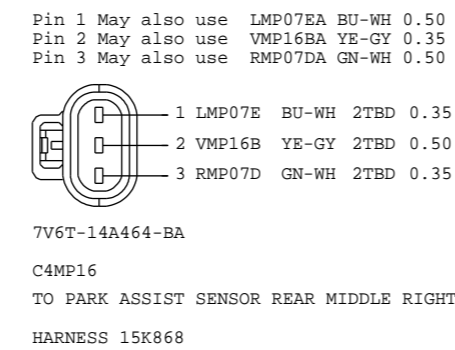 Pin 1 May also use LMP07EA BU-WH 0.50
Pin 2 May also use VMP16BA YE-GY 0.35
Pin 3 May also use RMP07DA GN-WH 0.50
1 LMP07E BU-WH 2TBD 0.35
2 VMP16B YE-GY 2TBD 0.50
3 RMP07D GN-WH 2TBD 0.35
7V6T-14A464-BA
C4MP16
TO PARK ASSIST SENSOR REAR MIDDLE RIGHT
HARNESS 15K868